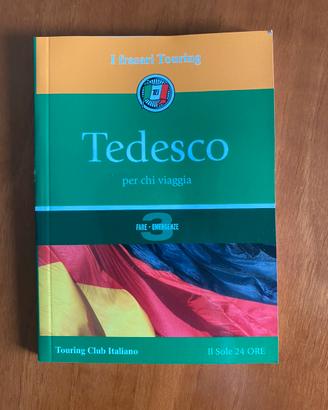 I frasari Touring
Tedesco
per chi viaggia
3
FARE - EMERGENZE
Touring Club Italiano
Il Sole 24 ORE